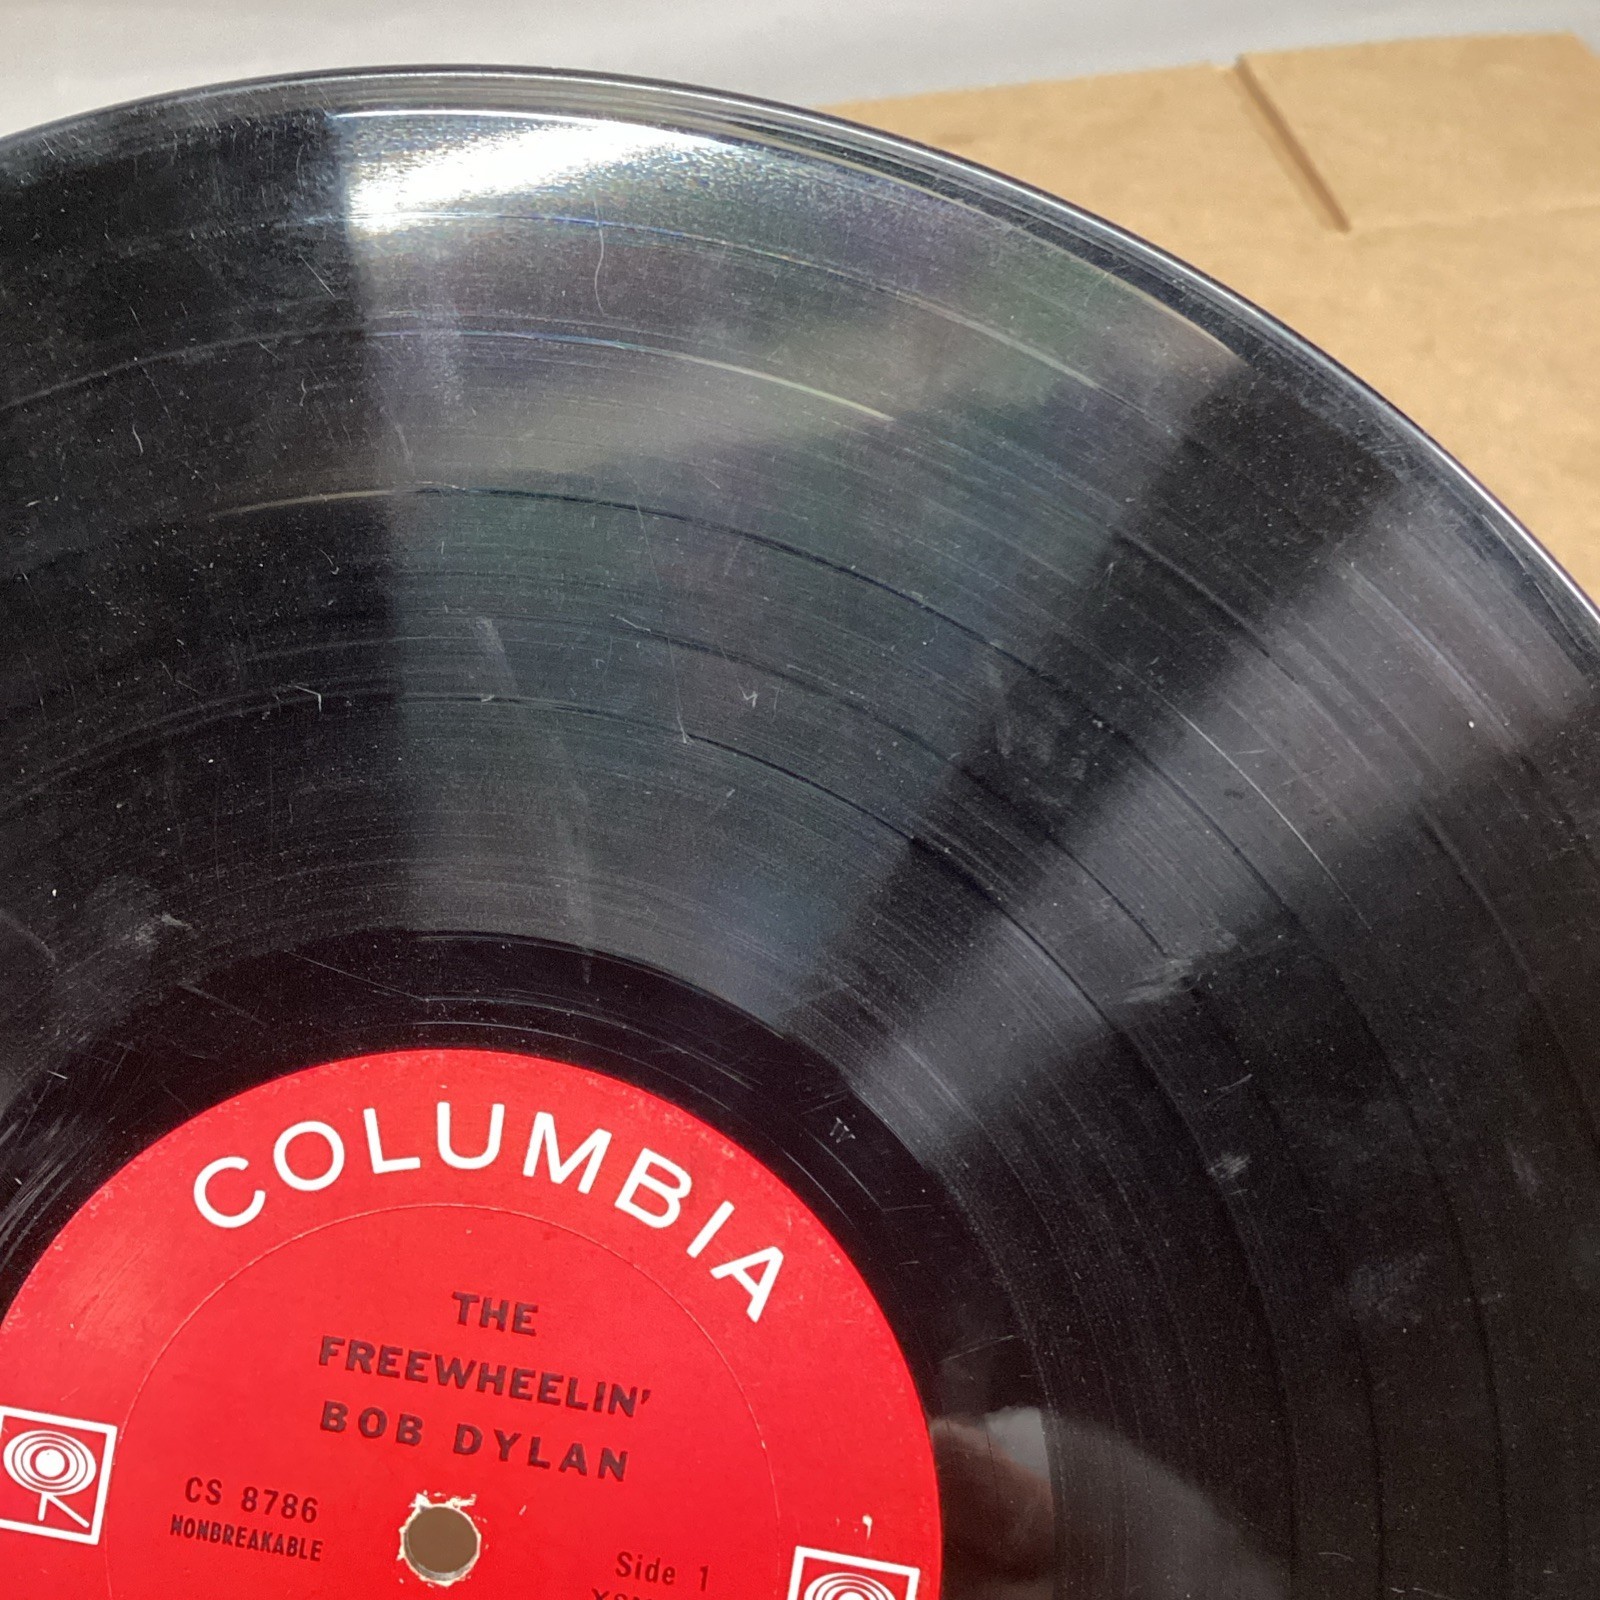 COLUMBIA
THE
FREEWHEELIN'
BOB DYLAN
CS 8786
NONBREAKABLE
Side 1
W